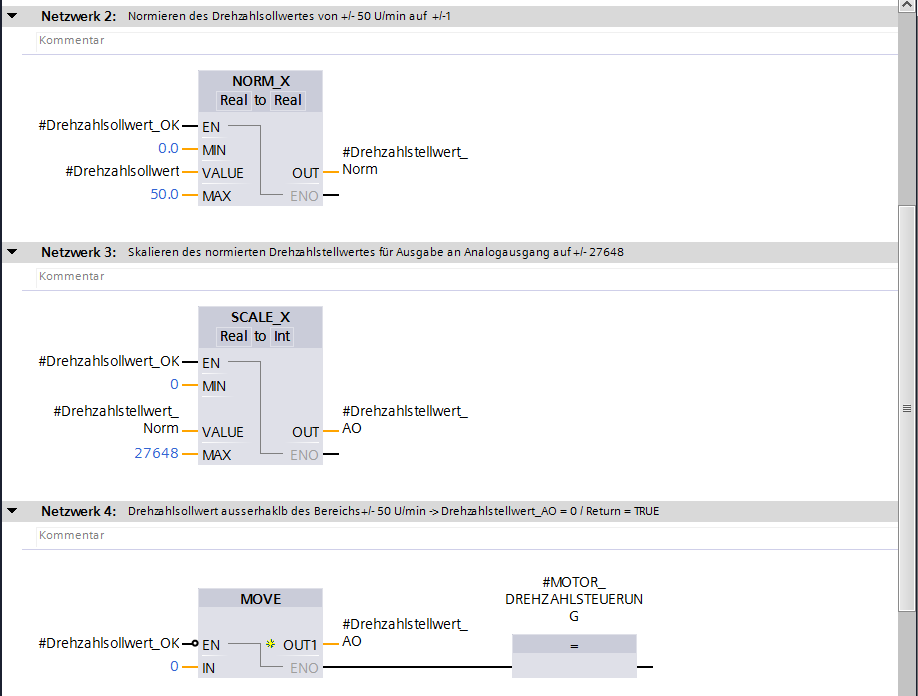 Netzwerk 2: Normieren des Drehzahlsollwertes von +/- 50 U/min auf +/-1
Kommentar
NORM_X
Real to Real
#Drehzahlsollwert_OK
EN
0.0
MIN
#Drehzahlsollwert
VALUE
OUT
#Drehzahlstellwert_
Norm
50.0
MAX
ENO
Netzwerk 3: Skalieren des normierten Drehzahlstellwertes für Ausgabe an Analogausgang auf +/- 27648
Kommentar
SCALE_X
Real to Int
#Drehzahlsollwert_OK
EN
0
MIN
#Drehzahlstellwert_
Norm
VALUE
OUT
#Drehzahlstellwert_
AO
27648
MAX
ENO
Netzwerk 4: Drehzahlsollwert ausserhaklb des Bereichs+/- 50 U/min -> Drehzahlstellwert_AO = 0 / Return = TRUE
Kommentar
MOVE
#Drehzahlsollwert_OK
EN
OUT1
#Drehzahlstellwert_
AO
0
IN
ENO
#MOTOR_
DREHZAHLSTEUERUN
G
=